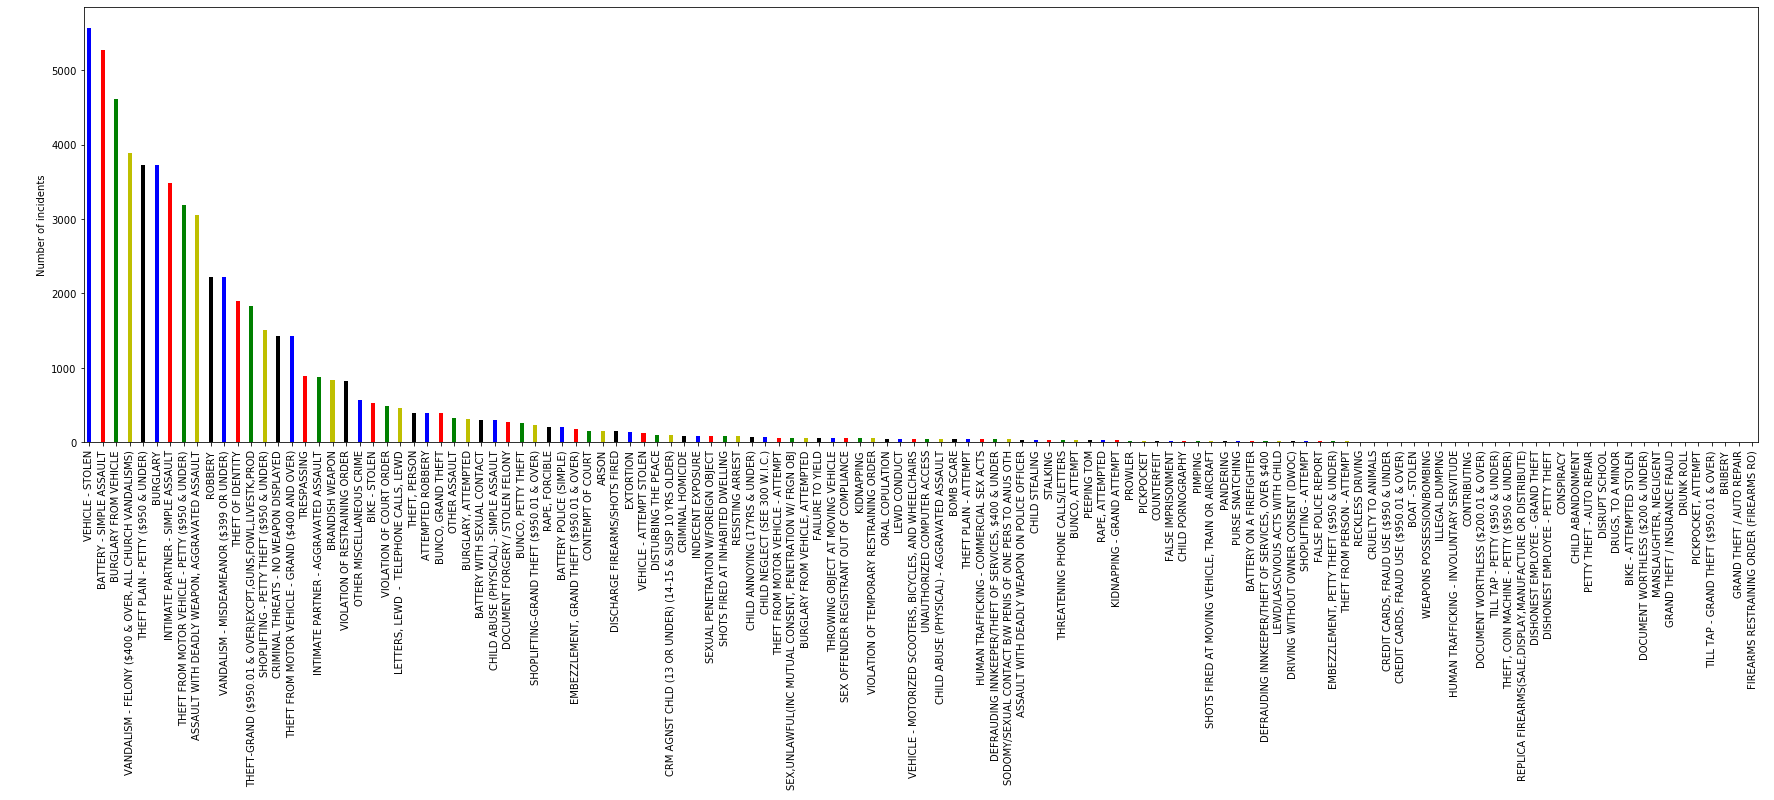 Number of incidents
5000
4000
3000
2000
1000
0
VEHICLE - STOLEN
BATTERY - SIMPLE ASSAULT
BURGLARY FROM VEHICLE
VANDALISM - FELONY ($400 & OVER, ALL CHURCH VANDALISMS)
THEFT PLAIN - PETTY ($950 & UNDER)
BURGLARY
INTIMATE PARTNER - SIMPLE ASSAULT
THEFT FROM MOTOR VEHICLE - PETTY ($950 & UNDER)
ASSAULT WITH DEADLY WEAPON, AGGRAVATED ASSAULT
ROBBERY
VANDALISM - MISDEAMEANOR ($399 OR UNDER)
THEFT OF IDENTITY
THEFT-GRAND ($950.01 & OVER)EXCPT,GUNS,FOWL,LIVESTK,PROD
SHOPLIFTING - PETTY THEFT ($950 & UNDER)
CRIMINAL THREATS - NO WEAPON DISPLAYED
THEFT FROM MOTOR VEHICLE - GRAND ($400 AND OVER)
TRESPASSING
INTIMATE PARTNER - AGGRAVATED ASSAULT
BRANDISH WEAPON
VIOLATION OF RESTRAINING ORDER
OTHER MISCELLANEOUS CRIME
BIKE - STOLEN
VIOLATION OF COURT ORDER
LETTERS, LEWD - TELEPHONE CALLS, LEWD
THEFT, PERSON
ATTEMPTED ROBBERY
BUNCO, GRAND THEFT
OTHER ASSAULT
BURGLARY, ATTEMPTED
BATTERY WITH SEXUAL CONTACT
CHILD ABUSE (PHYSICAL) - SIMPLE ASSAULT
DOCUMENT FORGERY / STOLEN FELONY
BUNCO, PETTY THEFT
SHOPLIFTING-GRAND THEFT ($950.01 & OVER)
RAPE, FORCIBLE
BATTERY POLICE (SIMPLE)
EMBEZZLEMENT, GRAND THEFT ($950.01 & OVER)
CONTEMPT OF COURT
ARSON
DISCHARGE FIREARMS/SHOTS FIRED
EXTORTION
VEHICLE - ATTEMPT STOLEN
DISTURBING THE PEACE
CRM AGNST CHLD (13 OR UNDER) (14-15 & SUSP 10 YRS OLDER)
CRIMINAL HOMICIDE
INDECENT EXPOSURE
SEXUAL PENETRATION W/FOREIGN OBJECT
SHOTS FIRED AT INHABITED DWELLING
RESISTING ARREST
CHILD ANNOYING (17YRS & UNDER)
CHILD NEGLECT (SEE 300 W.I.C.)
THEFT FROM MOTOR VEHICLE - ATTEMPT
SEX,UNLAWFUL(INC MUTUAL CONSENT, PENETRATION W/ FRGN OBJ
BURGLARY FROM VEHICLE, ATTEMPTED
FAILURE TO YIELD
THROWING OBJECT AT MOVING VEHICLE
SEX OFFENDER REGISTRANT OUT OF COMPLIANCE
KIDNAPPING
VIOLATION OF TEMPORARY RESTRAINING ORDER
ORAL COPULATION
LEWD CONDUCT
VEHICLE - MOTORIZED SCOOTERS, BICYCLES, AND WHEELCHAIRS
UNAUTHORIZED COMPUTER ACCESS
CHILD ABUSE (PHYSICAL) - AGGRAVATED ASSAULT
BOMB SCARE
THEFT PLAIN - ATTEMPT
HUMAN TRAFFICKING - COMMERCIAL SEX ACTS
DEFRAUDING INNKEEPER/THEFT OF SERVICES, $400 & UNDER
SODOMY/SEXUAL CONTACT B/W PENIS OF ONE PERS TO ANUS OTH
ASSAULT WITH DEADLY WEAPON ON POLICE OFFICER
CHILD STEALING
STALKING
THREATENING PHONE CALLS/LETTERS
BUNCO, ATTEMPT
PEEPING TOM
RAPE, ATTEMPTED
KIDNAPPING - GRAND ATTEMPT
PROWLER
PICKPOCKET
COUNTERFEIT
FALSE IMPRISONMENT
CHILD PORNOGRAPHY
PIMPING
SHOTS FIRED AT MOVING VEHICLE, TRAIN OR AIRCRAFT
PANDERING
PURSE SNATCHING
BATTERY ON A FIREFIGHTER
DEFRAUDING INNKEEPER/THEFT OF SERVICES, OVER $400
LEWD/LASCIVIOUS ACTS WITH CHILD
DRIVING WITHOUT OWNER CONSENT (DWOC)
SHOPLIFTING - ATTEMPT
FALSE POLICE REPORT
EMBEZZLEMENT, PETTY THEFT ($950 & UNDER)
THEFT FROM PERSON - ATTEMPT
RECKLESS DRIVING
CRUELTY TO ANIMALS
CREDIT CARDS, FRAUD USE ($950 & UNDER
CREDIT CARDS, FRAUD USE ($950.01 & OVER
BOAT - STOLEN
WEAPONS POSSESSION/BOMBING
ILLEGAL DUMPING
HUMAN TRAFFICKING - INVOLUNTARY SERVITUDE
CONTRIBUTING
DOCUMENT WORTHLESS ($200.01 & OVER)
TILL TAP - PETTY ($950 & UNDER)
THEFT, COIN MACHINE - PETTY ($950 & UNDER)
REPLICA FIREARMS(SALE,DISPLAY,MANUFACTURE OR DISTRIBUTE)
DISHONEST EMPLOYEE - GRAND THEFT
DISHONEST EMPLOYEE - PETTY THEFT
CONSPIRACY
CHILD ABANDONMENT
PETTY THEFT - AUTO REPAIR
DISRUPT SCHOOL
DRUGS, TO A MINOR
BIKE - ATTEMPTED STOLEN
DOCUMENT WORTHLESS ($200 & UNDER)
MANSLAUGHTER, NEGLIGENT
GRAND THEFT / INSURANCE FRAUD
DRUNK ROLL
PICKPOCKET, ATTEMPT
TILL TAP - GRAND THEFT ($950.01 & OVER)
BRIBERY
GRAND THEFT / AUTO REPAIR
FIREARMS RESTRAINING ORDER (FIREARMS RO)